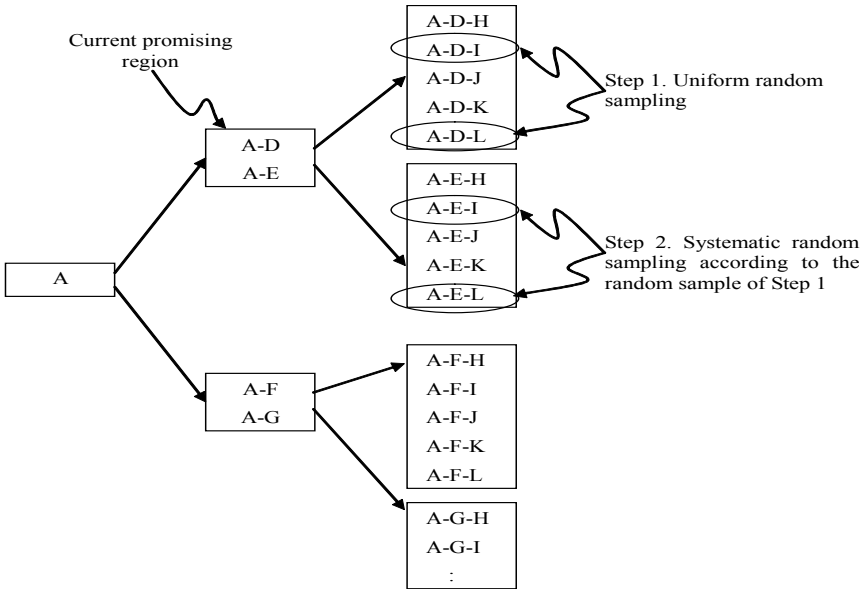 Current promising
region
A-D-H
A-D-I
A-D-J
A-D-K
A-D-L
Step 1. Uniform random
sampling
A-D
A-E
A-E-H
A-E-I
A-E-J
A-E-K
A-E-L
Step 2. Systematic random
sampling according to the
random sample of Step 1
A
A-F
A-G
A-F-H
A-F-I
A-F-J
A-F-K
A-F-L
A-G-H
A-G-I
: